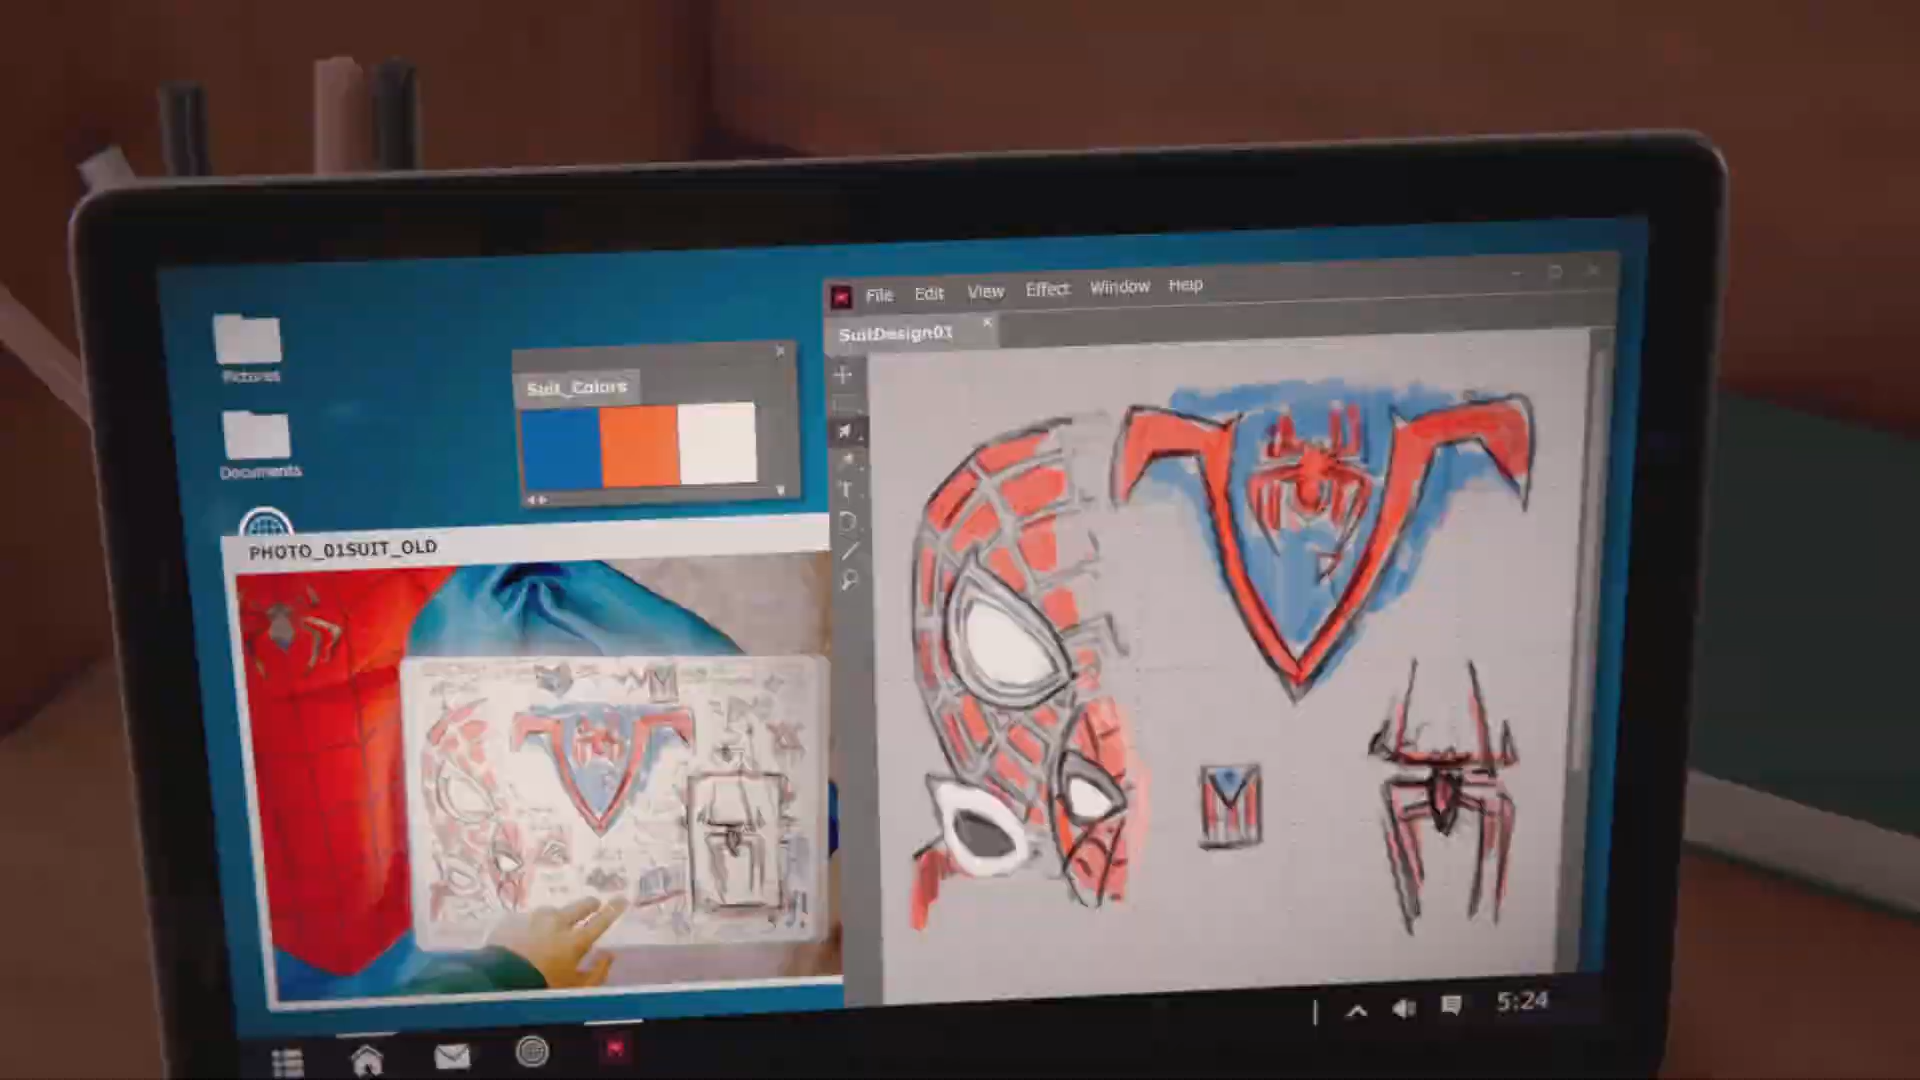 File Edit View Effect Window Help
SuitDesign01
Pictures
Suit_Colors
Documents
T
PHOTO_01SUIT_OLD
5:24